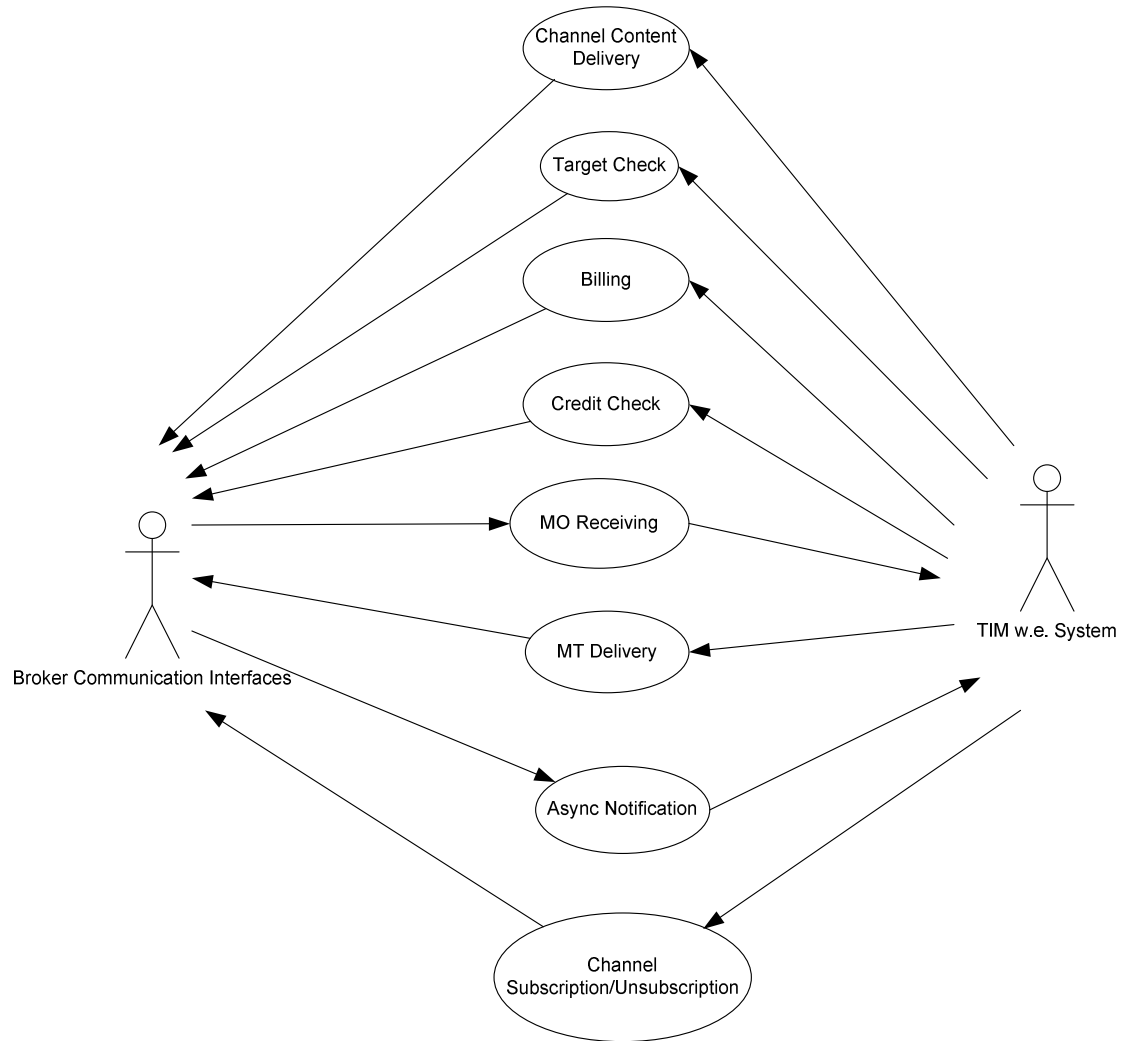 Channel Content
Delivery
Target Check
Billing
Credit Check
MO Receiving
TIM w.e. System
MT Delivery
Broker Communication Interfaces
Async Notification
Channel
Subscription/Unsubscription